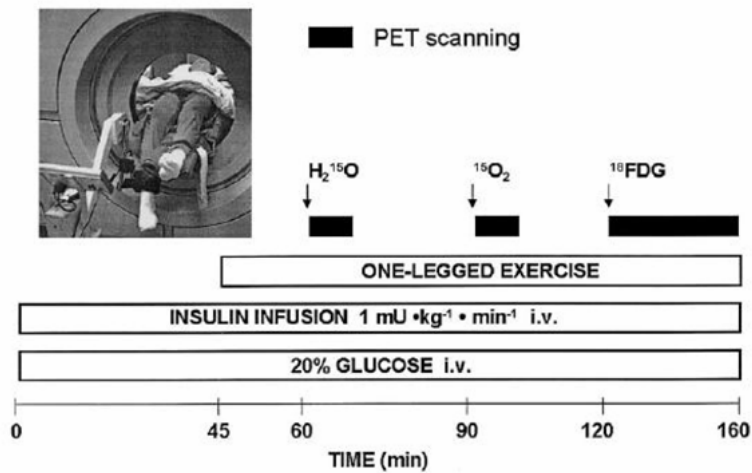 PET scanning
H₂¹⁵O ¹⁵O₂ ¹⁸FDG
ONE-LEGGED EXERCISE
INSULIN INFUSION 1 mU •kg⁻¹ • min⁻¹ i.v.
20% GLUCOSE i.v.
0 45 60 90 120 160
TIME (min)